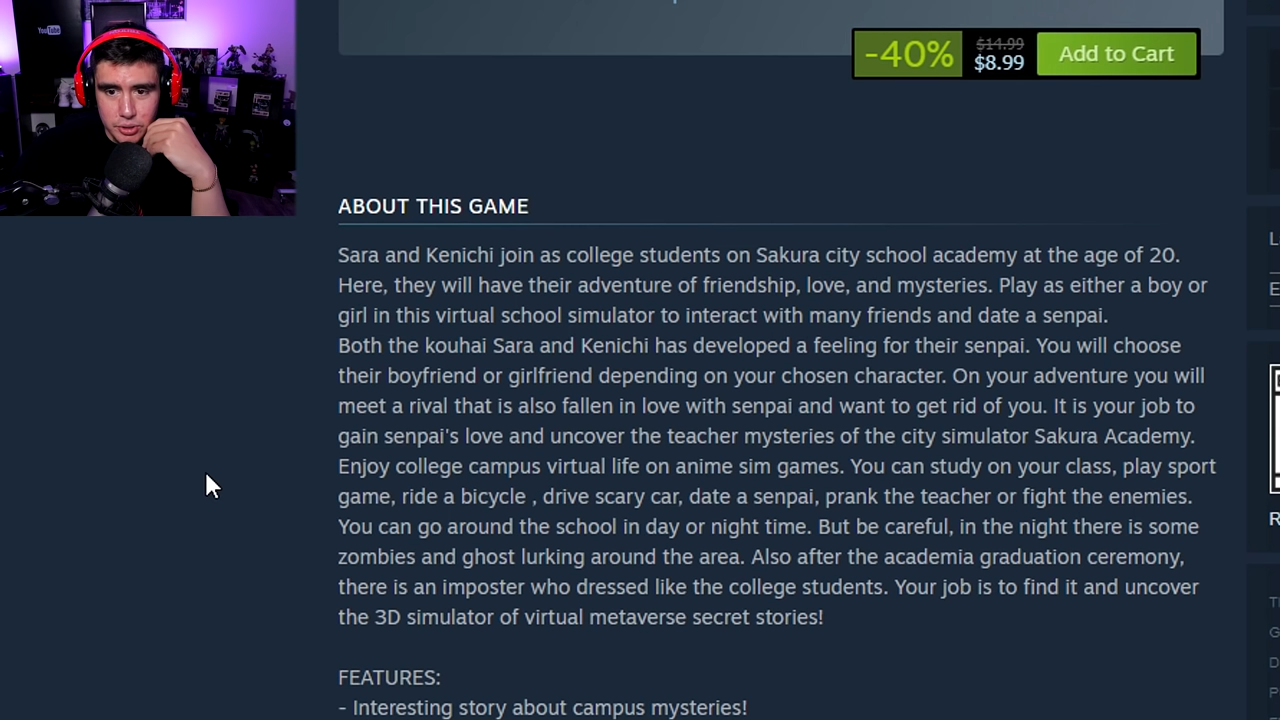 YouTube
-40%
$14.99
$8.99
Add to Cart
ABOUT THIS GAME
Sara and Kenichi join as college students on Sakura city school academy at the age of 20.
Here, they will have their adventure of friendship, love, and mysteries. Play as either a boy or
girl in this virtual school simulator to interact with many friends and date a senpai.
Both the kouhai Sara and Kenichi has developed a feeling for their senpai. You will choose
their boyfriend or girlfriend depending on your chosen character. On your adventure you will
meet a rival that is also fallen in love with senpai and want to get rid of you. It is your job to
gain senpai's love and uncover the teacher mysteries of the city simulator Sakura Academy.
Enjoy college campus virtual life on anime sim games. You can study on your class, play sport
game, ride a bicycle , drive scary car, date a senpai, prank the teacher or fight the enemies.
You can go around the school in day or night time. But be careful, in the night there is some
zombies and ghost lurking around the area. Also after the academia graduation ceremony,
there is an imposter who dressed like the college students. Your job is to find it and uncover
the 3D simulator of virtual metaverse secret stories!
FEATURES:
- Interesting story about campus mysteries!